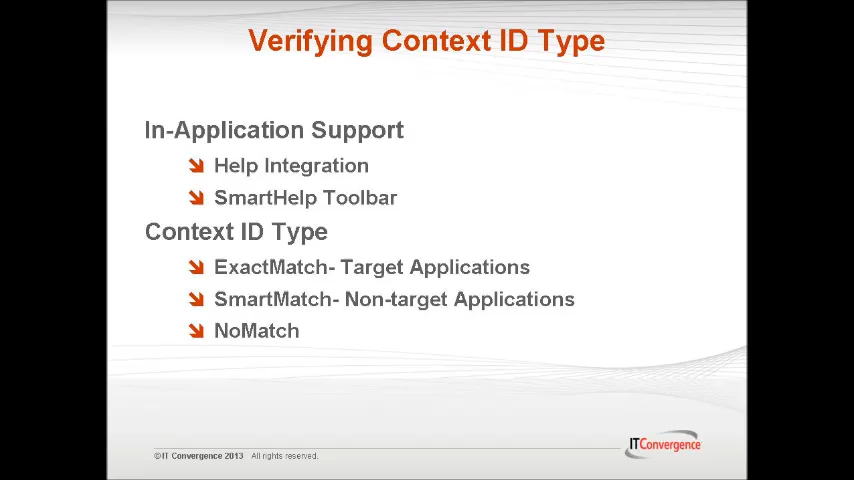 Verifying Context ID Type
In-Application Support
Help Integration
SmartHelp Toolbar
Context ID Type
ExactMatch- Target Applications
SmartMatch- Non-target Applications
NoMatch
© IT Convergence 2013 All rights reserved.
ITConvergence